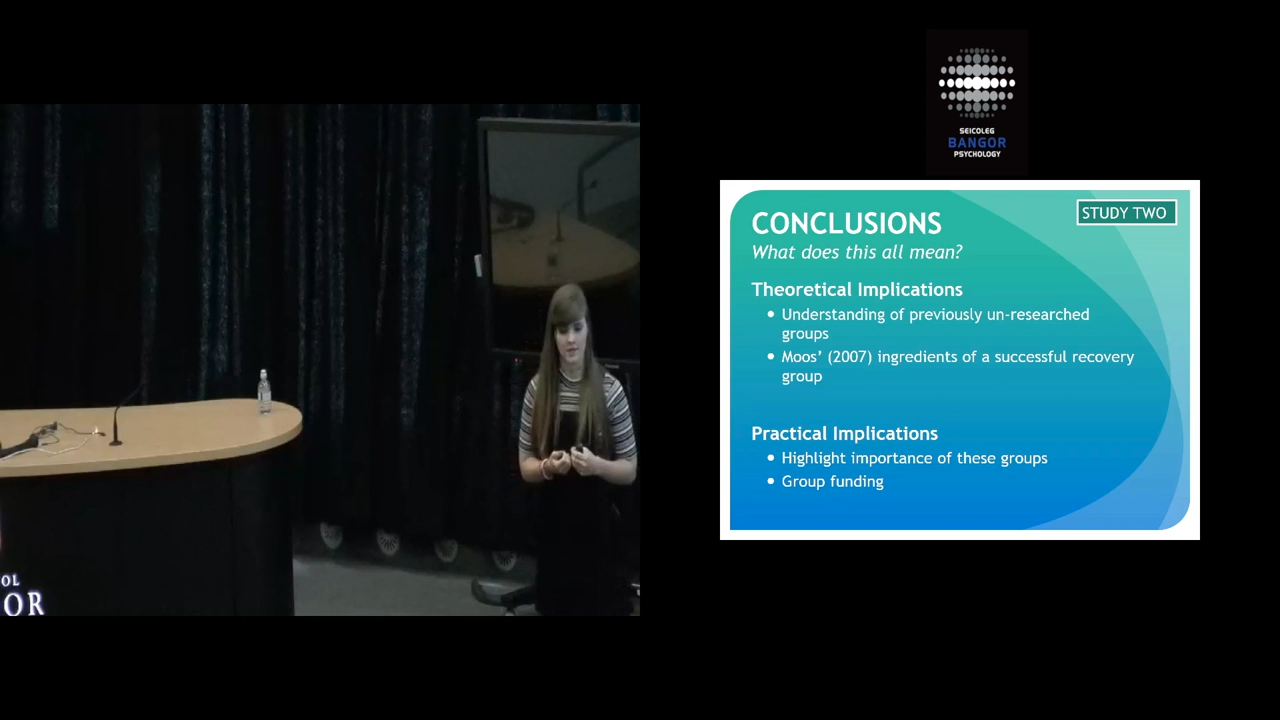 SEICOLEG
BANGOR
PSYCHOLOGY
STUDY TWO
CONCLUSIONS
What does this all mean?
Theoretical Implications
• Understanding of previously un-researched
groups
• Moos’ (2007) ingredients of a successful recovery
group
Practical Implications
• Highlight importance of these groups
• Group funding
OL
OR